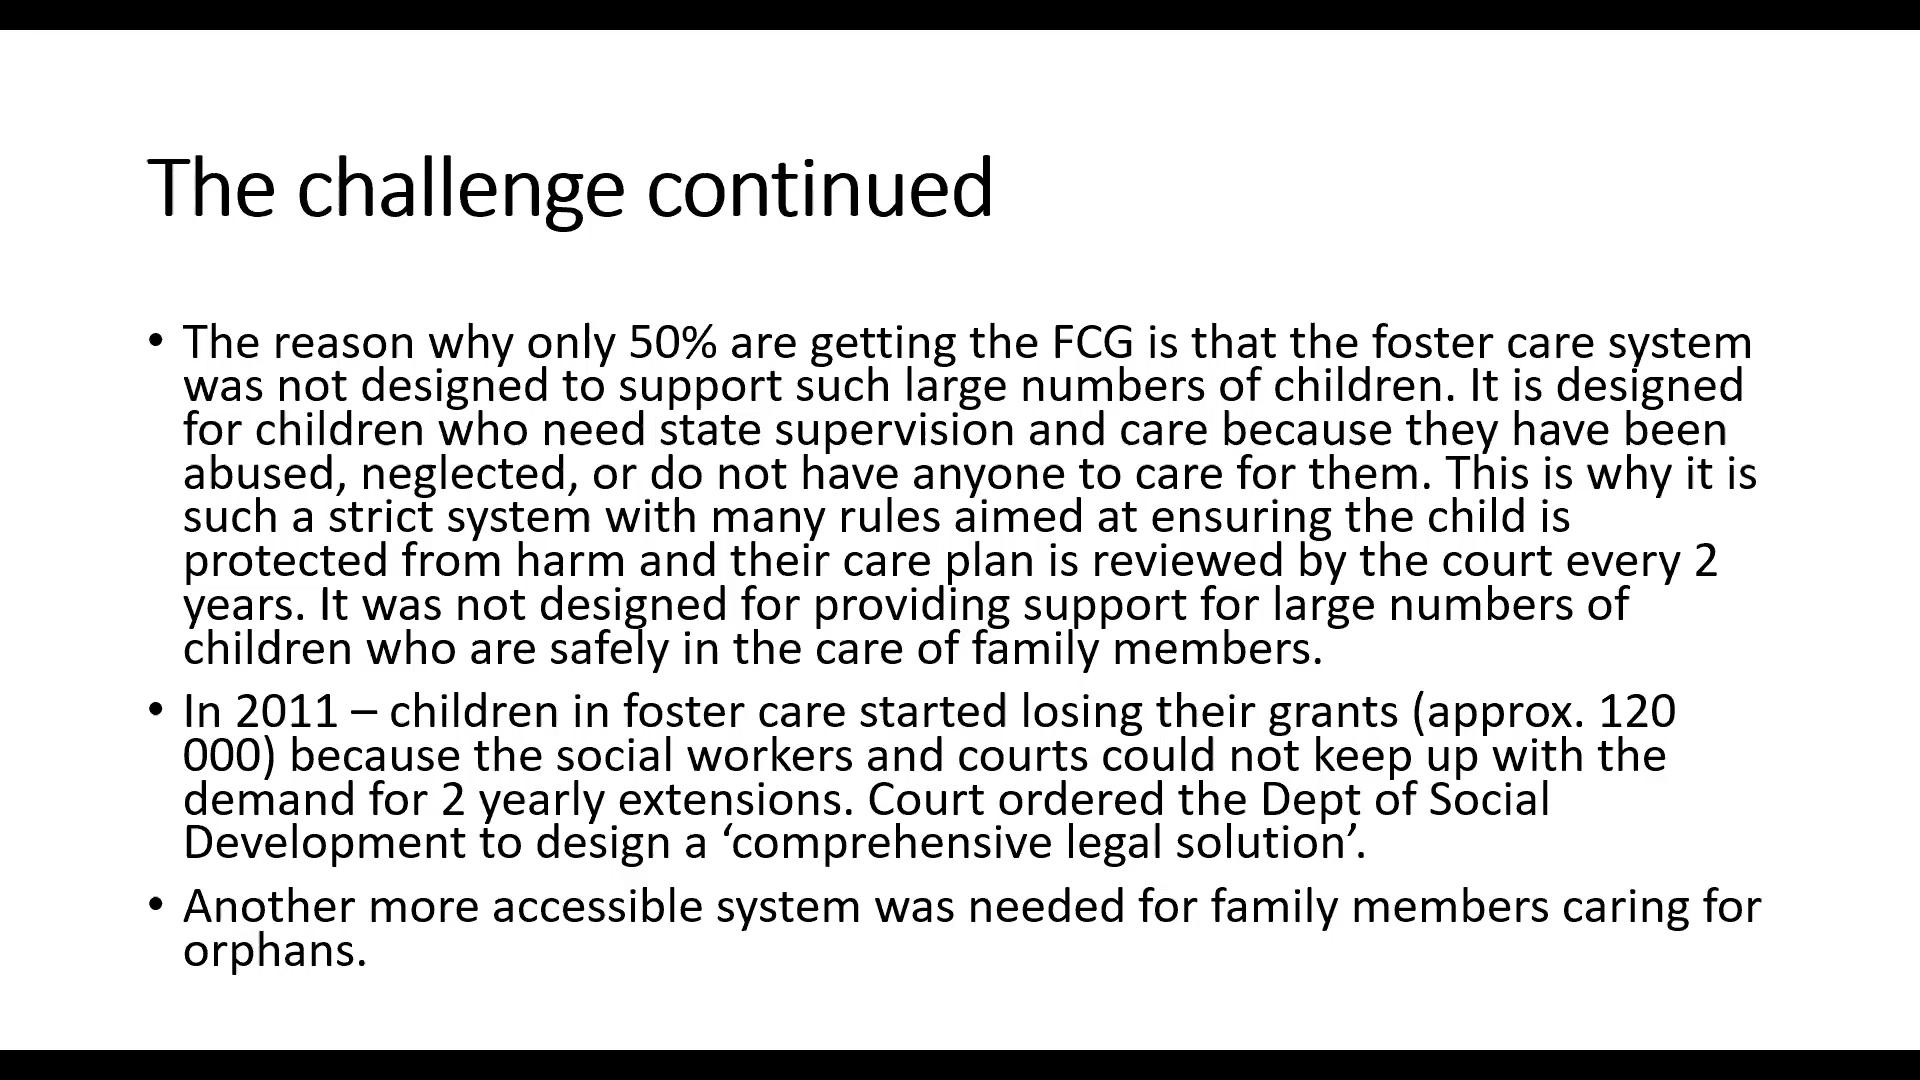 The challenge continued
• The reason why only 50% are getting the FCG is that the foster care system
was not designed to support such large numbers of children. It is designed
for children who need state supervision and care because they have been
abused, neglected, or do not have anyone to care for them. This is why it is
such a strict system with many rules aimed at ensuring the child is
protected from harm and their care plan is reviewed by the court every 2
years. It was not designed for providing support for large numbers of
children who are safely in the care of family members.
• In 2011 – children in foster care started losing their grants (approx. 120
000) because the social workers and courts could not keep up with the
demand for 2 yearly extensions. Court ordered the Dept of Social
Development to design a ‘comprehensive legal solution’.
• Another more accessible system was needed for family members caring for
orphans.